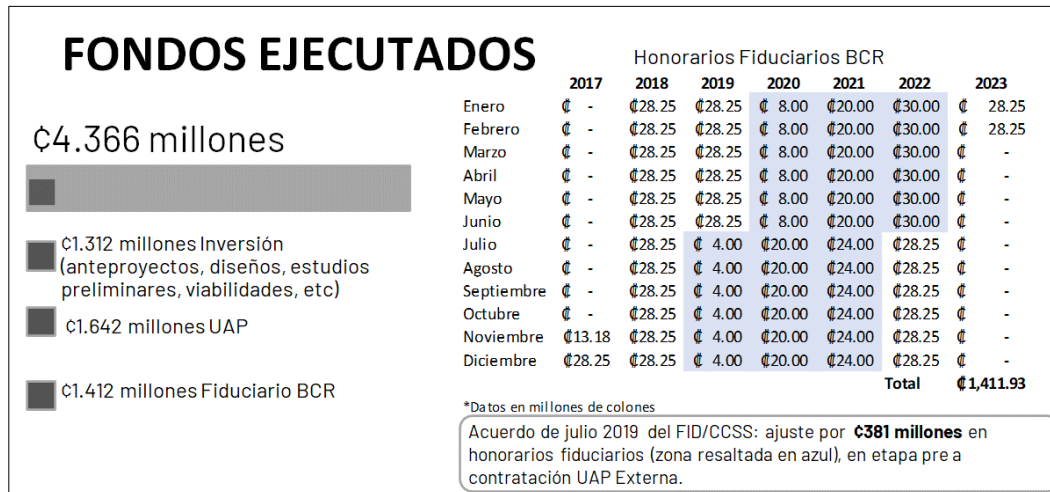 FONDOS EJECUTADOS
₡4.366 millones
₡1.312 millones Inversión
(anteproyectos, diseños, estudios
preliminares, viabilidades, etc)
₡1.642 millones UAP
₡1.412 millones Fiduciario BCR
Honorarios Fiduciarios BCR
2017 2018 2019 2020 2021 2022 2023
Enero ₡ - ₡28.25 ₡28.25 ₡ 8.00 ₡20.00 ₡30.00 ₡ 28.25
Febrero ₡ - ₡28.25 ₡28.25 ₡ 8.00 ₡20.00 ₡30.00 ₡ 28.25
Marzo ₡ - ₡28.25 ₡28.25 ₡ 8.00 ₡20.00 ₡30.00 ₡ -
Abril ₡ - ₡28.25 ₡28.25 ₡ 8.00 ₡20.00 ₡30.00 ₡ -
Mayo ₡ - ₡28.25 ₡28.25 ₡ 8.00 ₡20.00 ₡30.00 ₡ -
Junio ₡ - ₡28.25 ₡28.25 ₡ 8.00 ₡20.00 ₡30.00 ₡ -
Julio ₡ - ₡28.25 ₡ 4.00 ₡20.00 ₡24.00 ₡28.25 ₡ -
Agosto ₡ - ₡28.25 ₡ 4.00 ₡20.00 ₡24.00 ₡28.25 ₡ -
Septiembre ₡ - ₡28.25 ₡ 4.00 ₡20.00 ₡24.00 ₡28.25 ₡ -
Octubre ₡ - ₡28.25 ₡ 4.00 ₡20.00 ₡24.00 ₡28.25 ₡ -
Noviembre ₡13.18 ₡28.25 ₡ 4.00 ₡20.00 ₡24.00 ₡28.25 ₡ -
Diciembre ₡28.25 ₡28.25 ₡ 4.00 ₡20.00 ₡24.00 ₡28.25 ₡ -
Total ₡1,411.93
*Datos en millones de colones
Acuerdo de julio 2019 del FID/CCSS: ajuste por ₡381 millones en
honorarios fiduciarios (zona resaltada en azul), en etapa pre a
contratación UAP Externa.